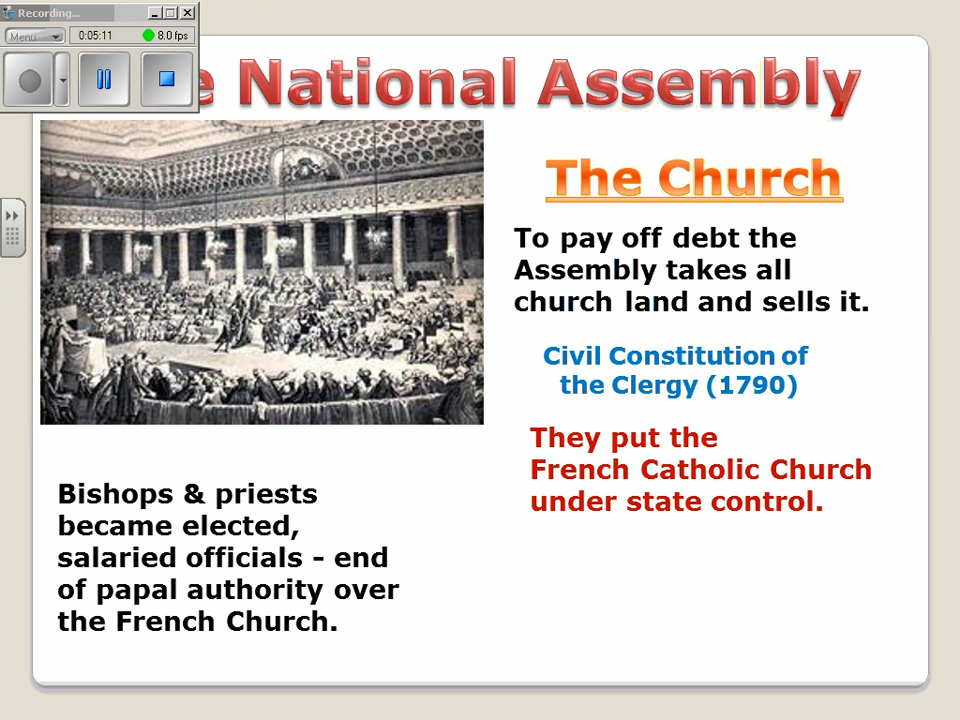 Recording...
Menu
0:05:11
8.0 fps
e National Assembly
The Church
To pay off debt the
Assembly takes all
church land and sells it.
Civil Constitution of
the Clergy (1790)
They put the
French Catholic Church
under state control.
Bishops & priests
became elected,
salaried officials - end
of papal authority over
the French Church.